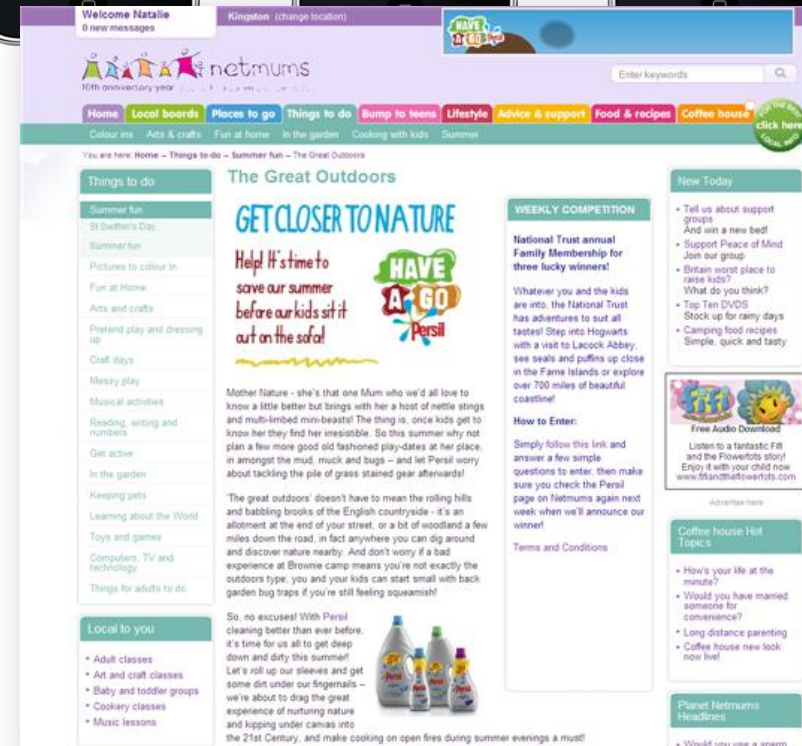 Welcome Natalie
0 new messages
Kingston (change location)
HAVE A GO Persil
netmums
10th anniversary year
Enter keywords
Home Local boards Places to go Things to do Bump to teens Lifestyle Advice & support Food & recipes Coffee house
FOR THE BEST
click here
LOCAL INFO
Colour ins Arts & crafts Fun at home In the garden Cooking with kids Summer
You are here: Home – Things to do – Summer fun – The Great Outdoors
Things to do
Summer fun
St Swithin's Day
Summer fun
Pictures to colour in
Fun at Home
Arts and crafts
Pretend play and dressing
up
Craft days
Messy play
Musical activities
Reading, writing and
numbers
Get active
In the garden
Keeping pets
Learning about the World
Toys and games
Computers, TV and
technology
Things for adults to do
Local to you
Adult classes
Art and craft classes
Baby and toddler groups
Cookery classes
Music lessons
The Great Outdoors
GET CLOSER TO NATURE
Help! It's time to
save our summer
before our kids sit it
out on the sofa!
HAVE
A GO
Persil
Mother Nature - she's that one Mum who we'd all love to
know a little better but brings with her a host of nettle stings
and multi-limbed mini-beasts! The thing is, once kids get to
know her they find her irresistible. So this summer why not
plan a few more good old fashioned play-dates at her place,
in amongst the mud, muck and bugs – and let Persil worry
about tackling the pile of grass stained gear afterwards!
'The great outdoors' doesn't have to mean the rolling hills
and babbling brooks of the English countryside - it's an
allotment at the end of your street, or a bit of woodland a few
miles down the road, in fact anywhere you can dig around
and discover nature nearby. And don't worry if a bad
experience at Brownie camp means you're not exactly the
outdoors type, you and your kids can start small with back
garden bug traps if you're still feeling squeamish!
So, no excuses! With Persil
cleaning better than ever before,
it's time for us all to get deep
down and dirty this summer!
Let's roll up our sleeves and get
some dirt under our fingernails –
we're about to drag the great
experience of nurturing nature
and kipping under canvas into
the 21st Century, and make cooking on open fires during summer evenings a must!
Persil
Persil
WEEKLY COMPETITION
National Trust annual
Family Membership for
three lucky winners!
Whatever you and the kids
are into, the National Trust
has adventures to suit all
tastes! Step into Hogwarts
with a visit to Lacock Abbey,
see seals and puffins up close
in the Farne Islands or explore
over 700 miles of beautiful
coastline!
How to Enter:
Simply follow this link and
answer a few simple
questions to enter, then make
sure you check the Persil
page on Netmums again next
week when we'll announce our
winner!
Terms and Conditions
New Today
Tell us about support
groups
And win a new bed!
Support Peace of Mind
Join our group
Britain worst place to
raise kids?
What do you think?
Top Ten DVDS
Stock up for rainy days
Camping food recipes
Simple, quick and tasty
Fifi
Free Audio Download
Listen to a fantastic Fifi
and the Flowertots story!
Enjoy it with your child now
www.fifiandtheflowertots.com
Advertise here
Coffee house Hot
Topics
How's your life at the
minute?
Would you have married
someone for
convenience?
Long distance parenting
Coffee house new look
now live!
Planet Netmums
Headlines
Would you use a sperm